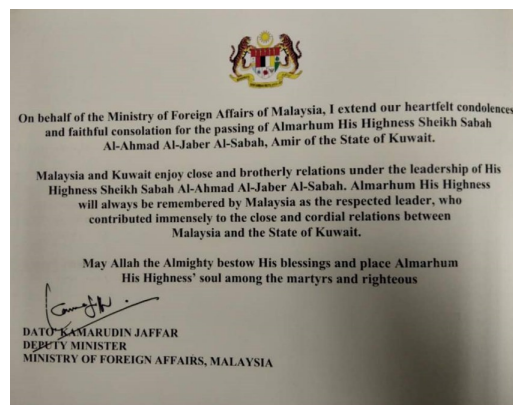 On behalf of the Ministry of Foreign Affairs of Malaysia, I extend our heartfelt condolences
and faithful consolation for the passing of Almarhum His Highness Sheikh Sabah
Al-Ahmad Al-Jaber Al-Sabah, Amir of the State of Kuwait.
Malaysia and Kuwait enjoy close and brotherly relations under the leadership of His
Highness Sheikh Sabah Al-Ahmad Al-Jaber Al-Sabah. Almarhum His Highness
will always be remembered by Malaysia as the respected leader, who
contributed immensely to the close and cordial relations between
Malaysia and the State of Kuwait.
May Allah the Almighty bestow His blessings and place Almarhum
His Highness' soul among the martyrs and righteous
DATO' KAMARUDIN JAFFAR
DEPUTY MINISTER
MINISTRY OF FOREIGN AFFAIRS, MALAYSIA